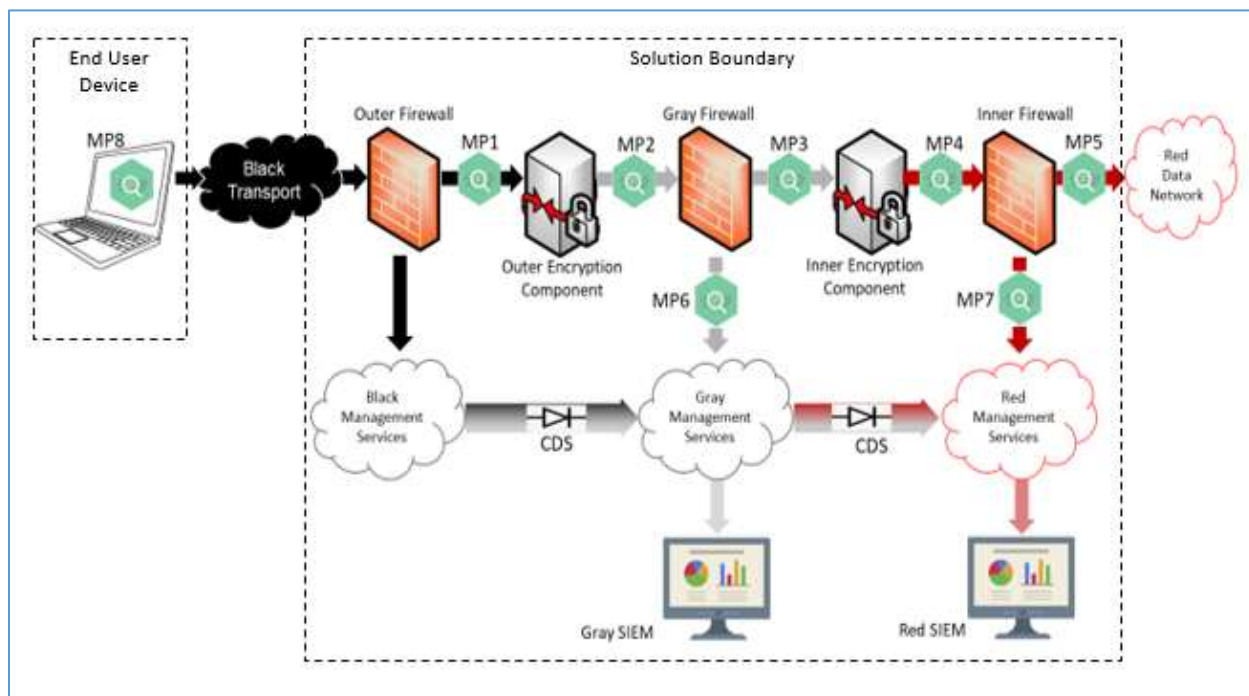 End User
Device
Solution Boundary
Outer Firewall
Gray Firewall
Inner Firewall
MP8
MP1
MP2
MP3
MP4
MP5
Black
Transport
Red
Data
Network
Outer Encryption
Component
Inner Encryption
Component
MP6
MP7
Black
Management
Services
Gray
Management
Services
Red
Management
Services
CDS
CDS
Gray SIEM
Red SIEM